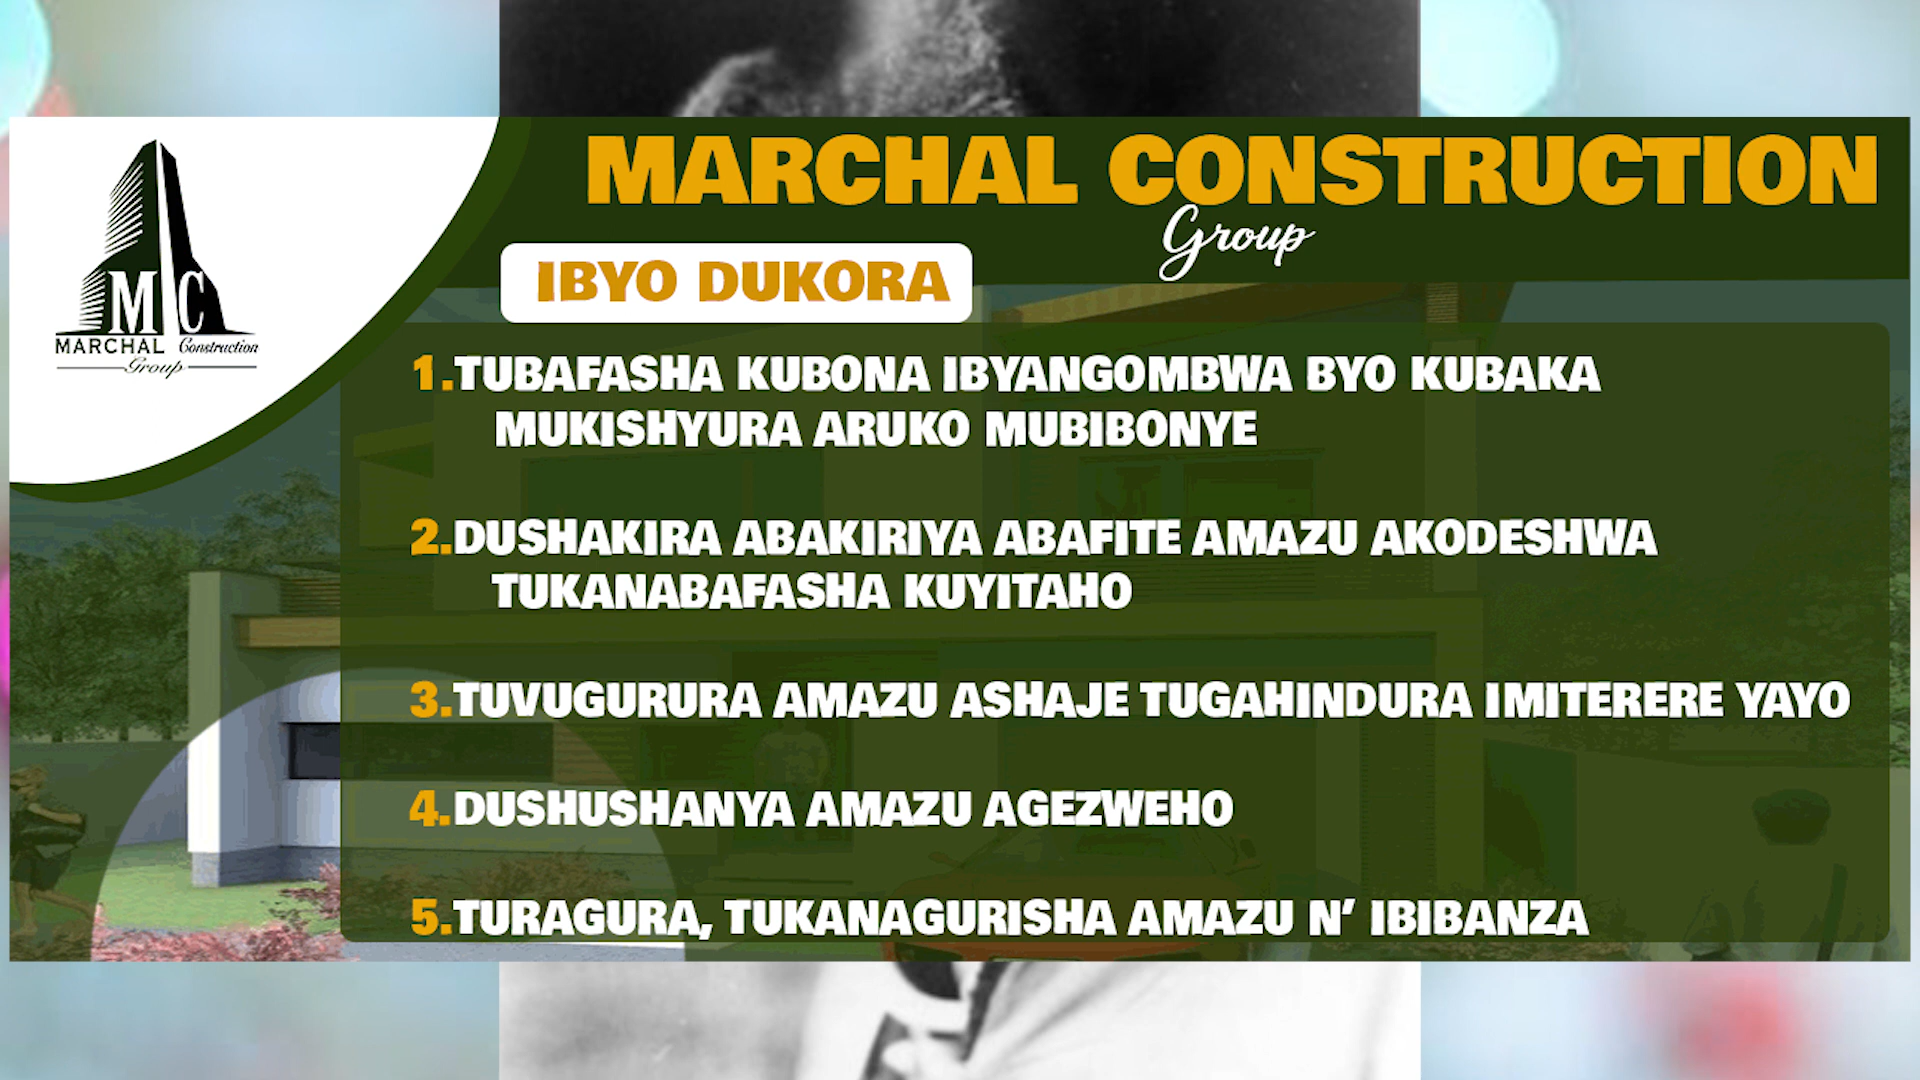 MC
MARCHAL Construction
Group
MARCHAL CONSTRUCTION
Group
IBYO DUKORA
1.TUBAFASHA KUBONA IBYANGOMBWA BYO KUBAKA
MUKISHYURA ARUKO MUBIBONYE
2.DUSHAKIRA ABAKIRIYA ABAFITE AMAZU AKODESHWA
TUKANABAFASHA KUYITAHO
3.TUVUGURURA AMAZU ASHAJE TUGAHINDURA IMITERERE YAYO
4.DUSHUSHANYA AMAZU AGEZWEHO
5.TURAGURA, TUKANAGURISHA AMAZU N' IBIBANZA